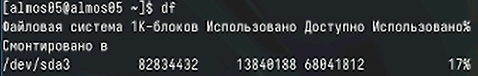 [almos05@almos05 ~]$ df
Файловая система 1K-блоков Использовано Доступно Использовано%
Смонтировано в
/dev/sda3 82834432 13840188 68041812 17%